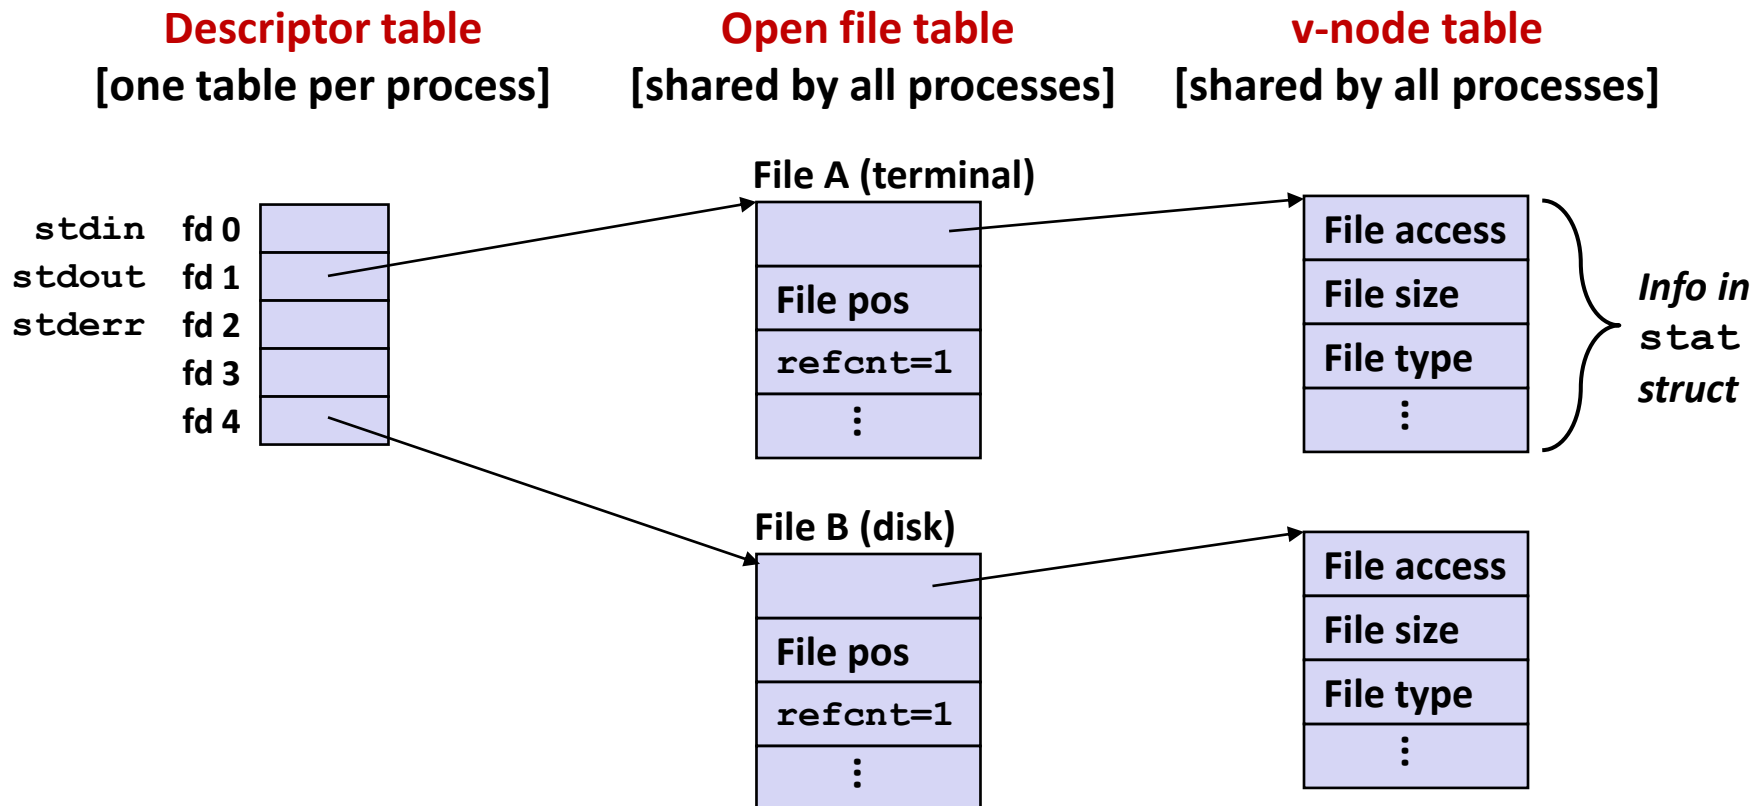 Descriptor table
[one table per process]
Open file table
[shared by all processes]
v-node table
[shared by all processes]
stdin fd 0
stdout fd 1
stderr fd 2
fd 3
fd 4
File A (terminal)
File pos
refcnt=1
⋮
File B (disk)
File pos
refcnt=1
⋮
File access
File size
File type
⋮
Info in
stat
struct
File access
File size
File type
⋮